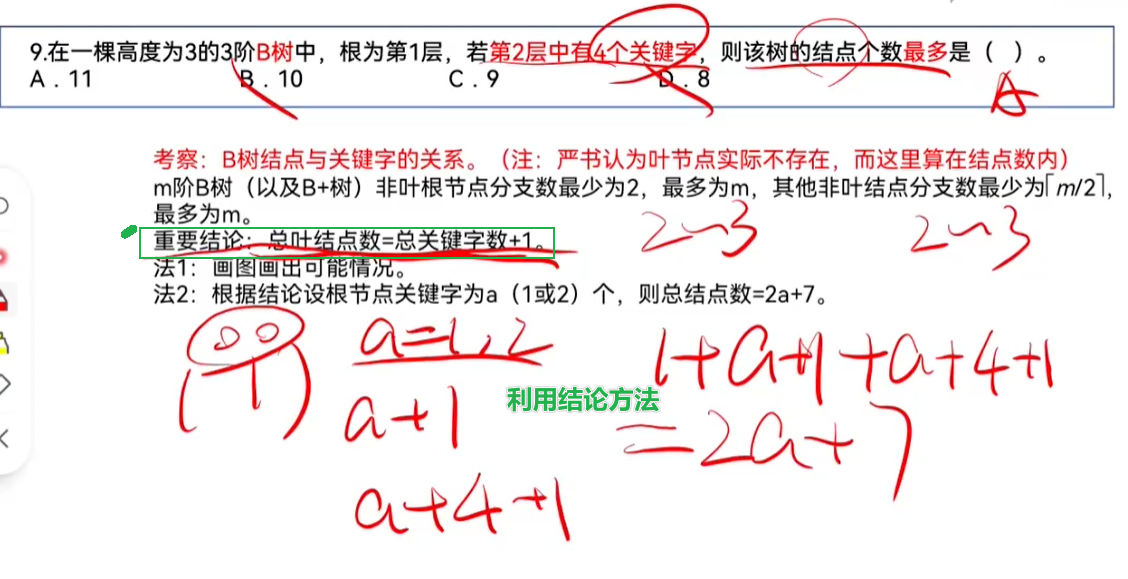 9.在一棵高度为3的3阶B树中，根为第1层，若第2层中有4个关键字，则该树的结点个数最多是（ ）。
A．11 B．10 C．9 D．8
A
考察：B树结点与关键字的关系。（注：严书认为叶节点实际不存在，而这里算在结点数内）
m阶B树（以及B+树）非叶根节点分支数最少为2，最多为m，其他非叶结点分支数最少为⌈m/2⌉，
最多为m。
2~3 2~3
重要结论：总叶结点数=总关键字数+1。
法1：画图画出可能情况。
法2：根据结论设根节点关键字为a（1或2）个，则总结点数=2a+7。
a=1,2
1+a+1+a+4+1
利用结论方法
a+1
=2a+7
a+4+1